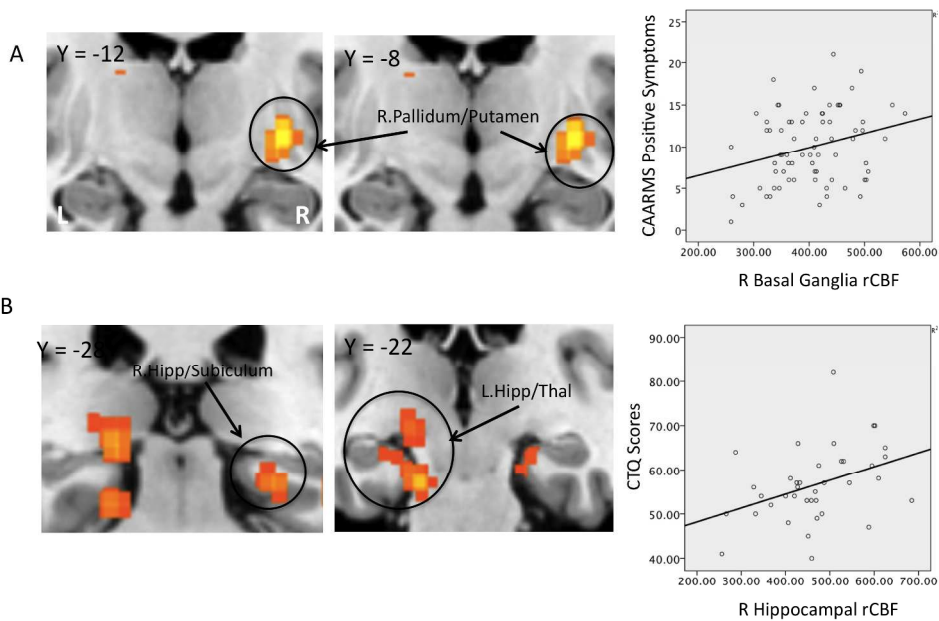 A
Y = -12
Y = -8
R.Pallidum/Putamen
L
R
CAARMS Positive Symptoms
25
20
15
10
5
0
200.00 300.00 400.00 500.00 600.00
R Basal Ganglia rCBF
B
Y = -28
R.Hipp/Subiculum
Y = -22
L.Hipp/Thal
CTQ Scores
90.00
80.00
70.00
60.00
50.00
40.00
200.00 300.00 400.00 500.00 600.00 700.00
R Hippocampal rCBF